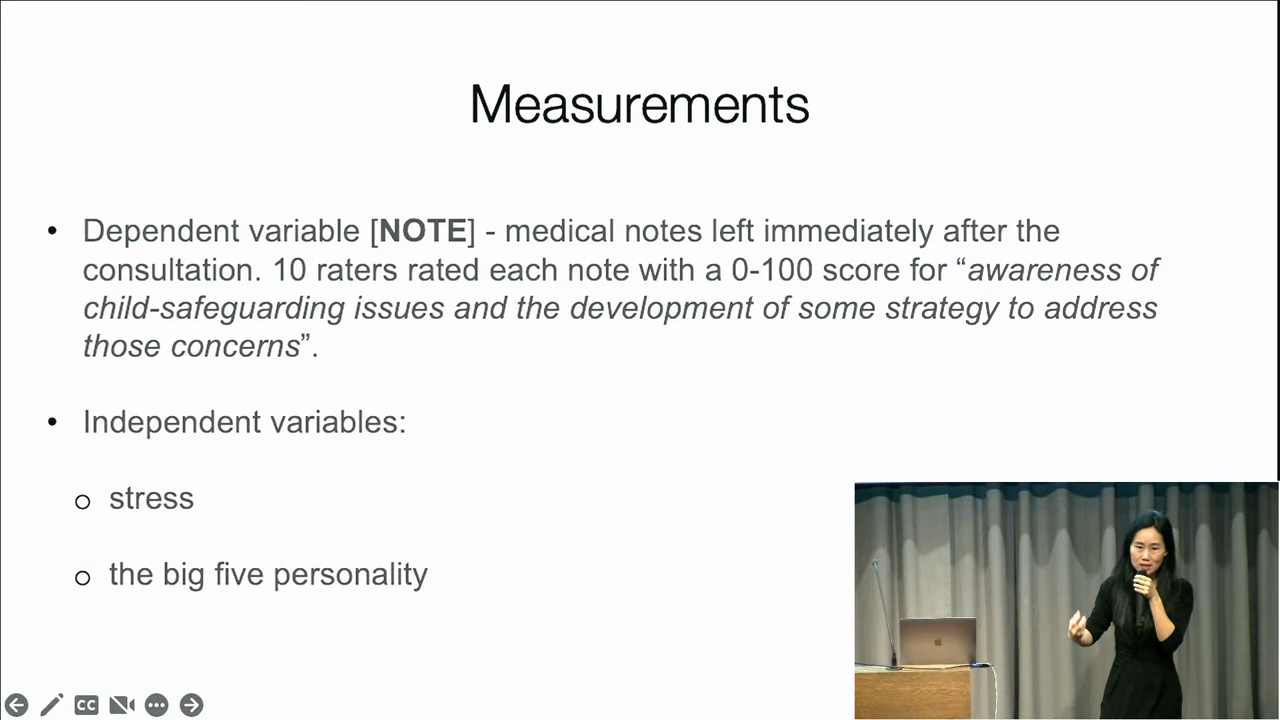 Measurements
• Dependent variable [NOTE] - medical notes left immediately after the
consultation. 10 raters rated each note with a 0-100 score for “awareness of
child-safeguarding issues and the development of some strategy to address
those concerns”.
• Independent variables:
o stress
o the big five personality
CC